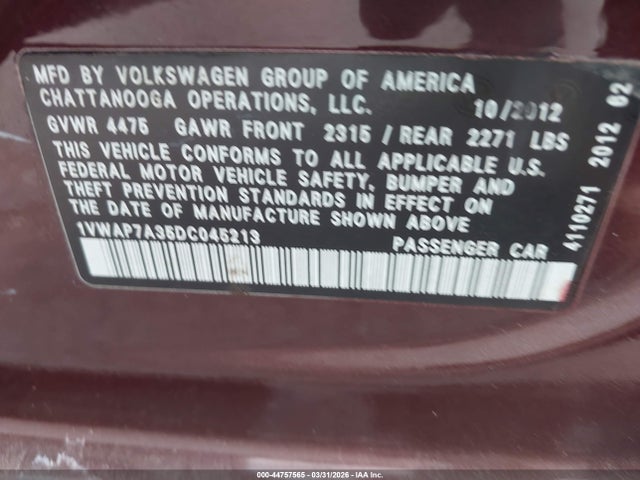 MFD BY VOLKSWAGEN GROUP OF AMERICA
CHATTANOOGA OPERATIONS, LLC. 10/2012
GVWR 4475 GAWR FRONT 2315 / REAR 2271 LBS
THIS VEHICLE CONFORMS TO ALL APPLICABLE U.S.
FEDERAL MOTOR VEHICLE SAFETY, BUMPER AND
THEFT PREVENTION STANDARDS IN EFFECT ON
THE DATE OF MANUFACTURE SHOWN ABOVE
1VWAP7A35DC045213 PASSENGER CAR
4110271 2012 02
000-44757565 - 03/31/2026 - IAA Corp.